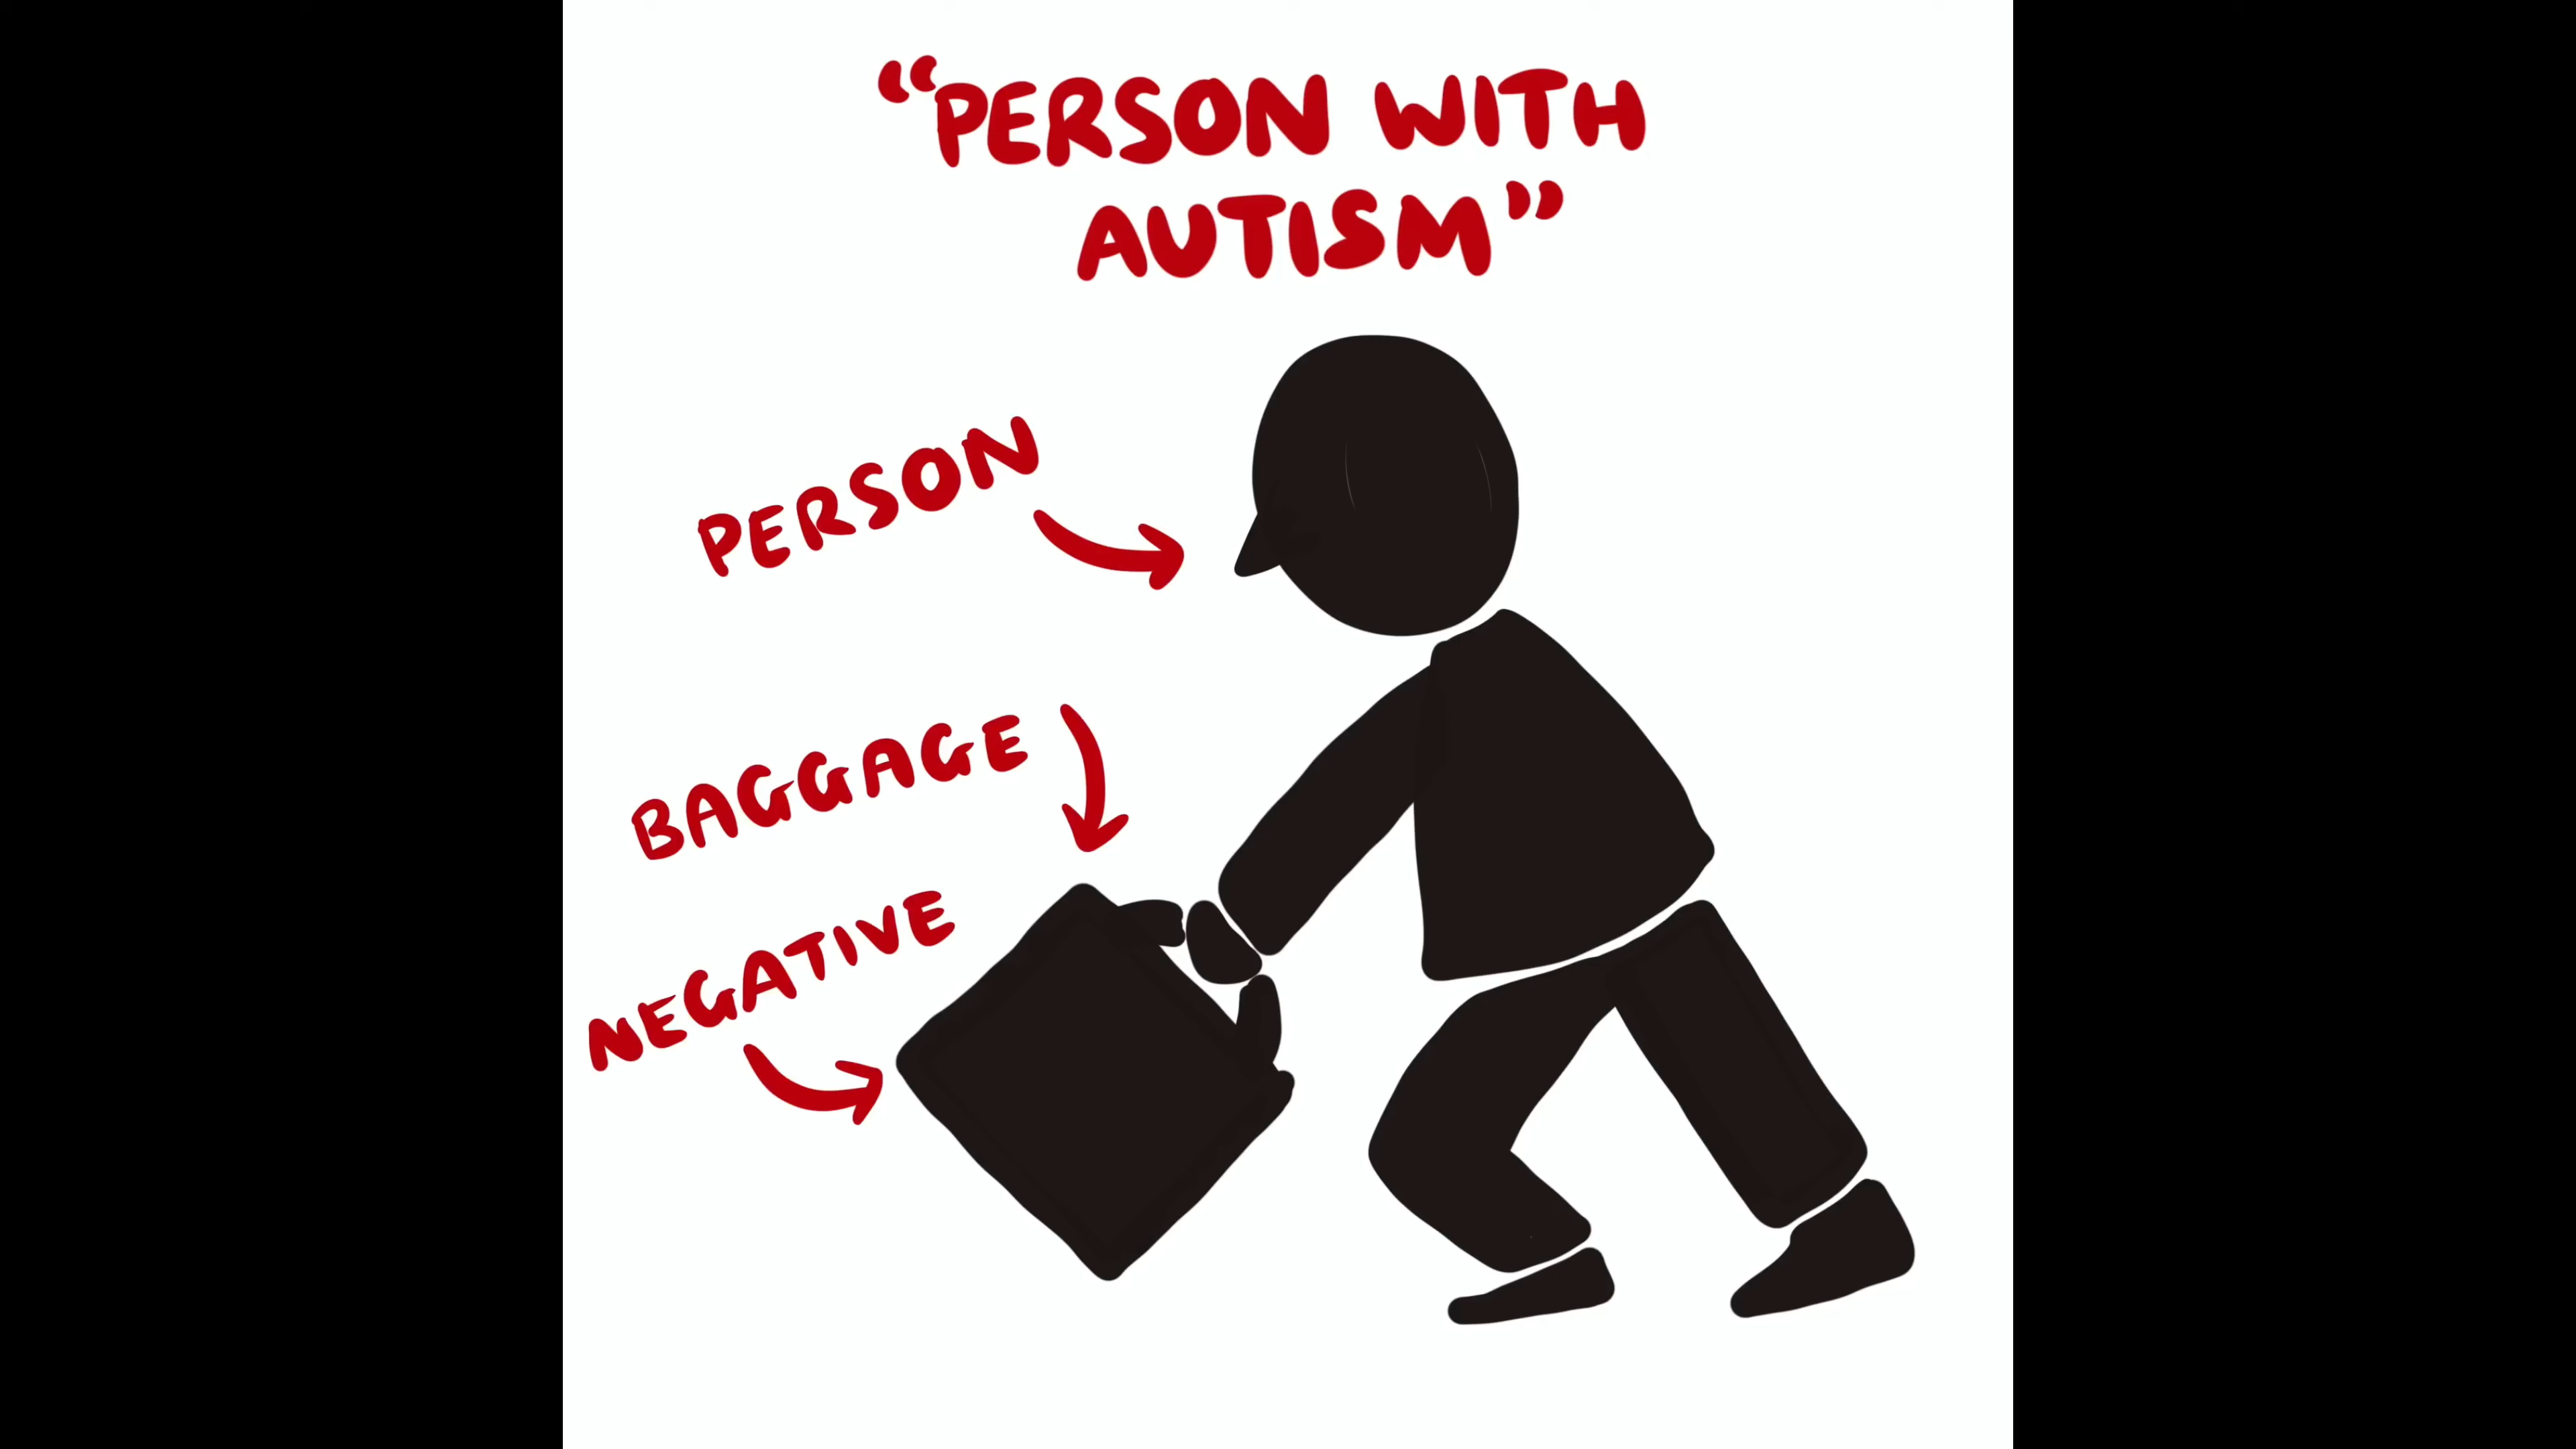 “PERSON WITH
AUTISM”
PERSON
BAGGAGE
NEGATIVE